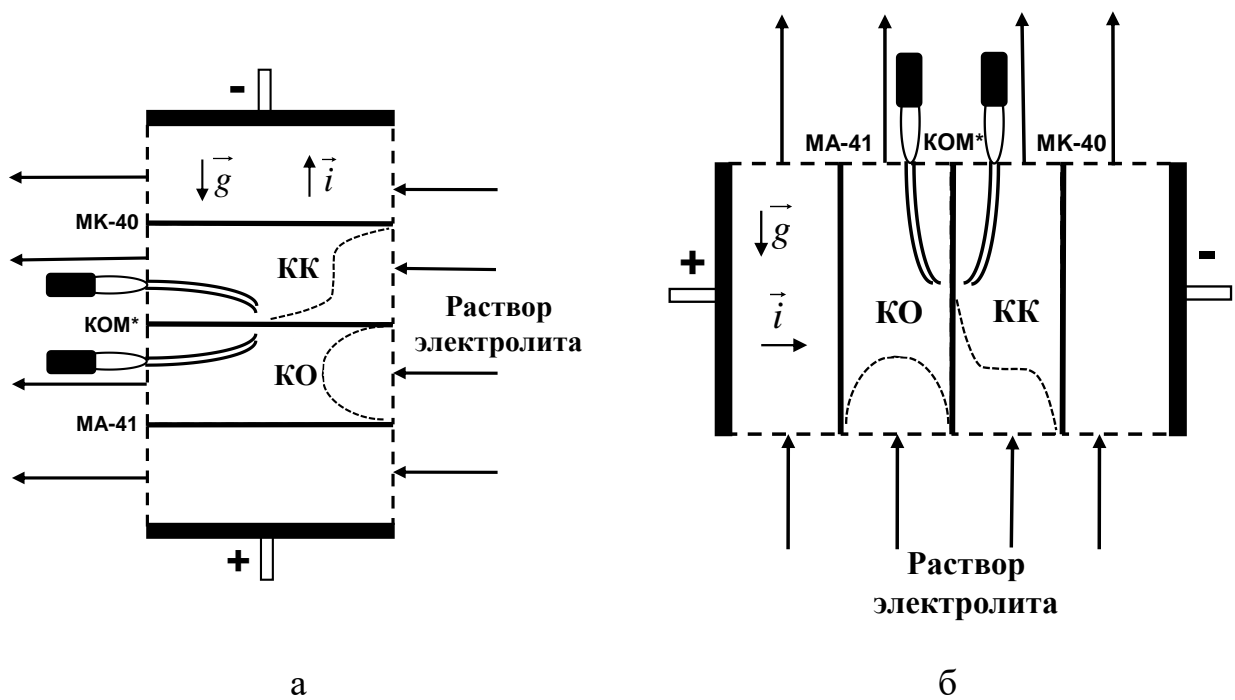 -
g i
МК-40
КК
КОМ*
Раствор
электролита
КО
МА-41
+
а
МА-41 КОМ* МК-40
g
+
-
i
КО КК
Раствор
электролита
б